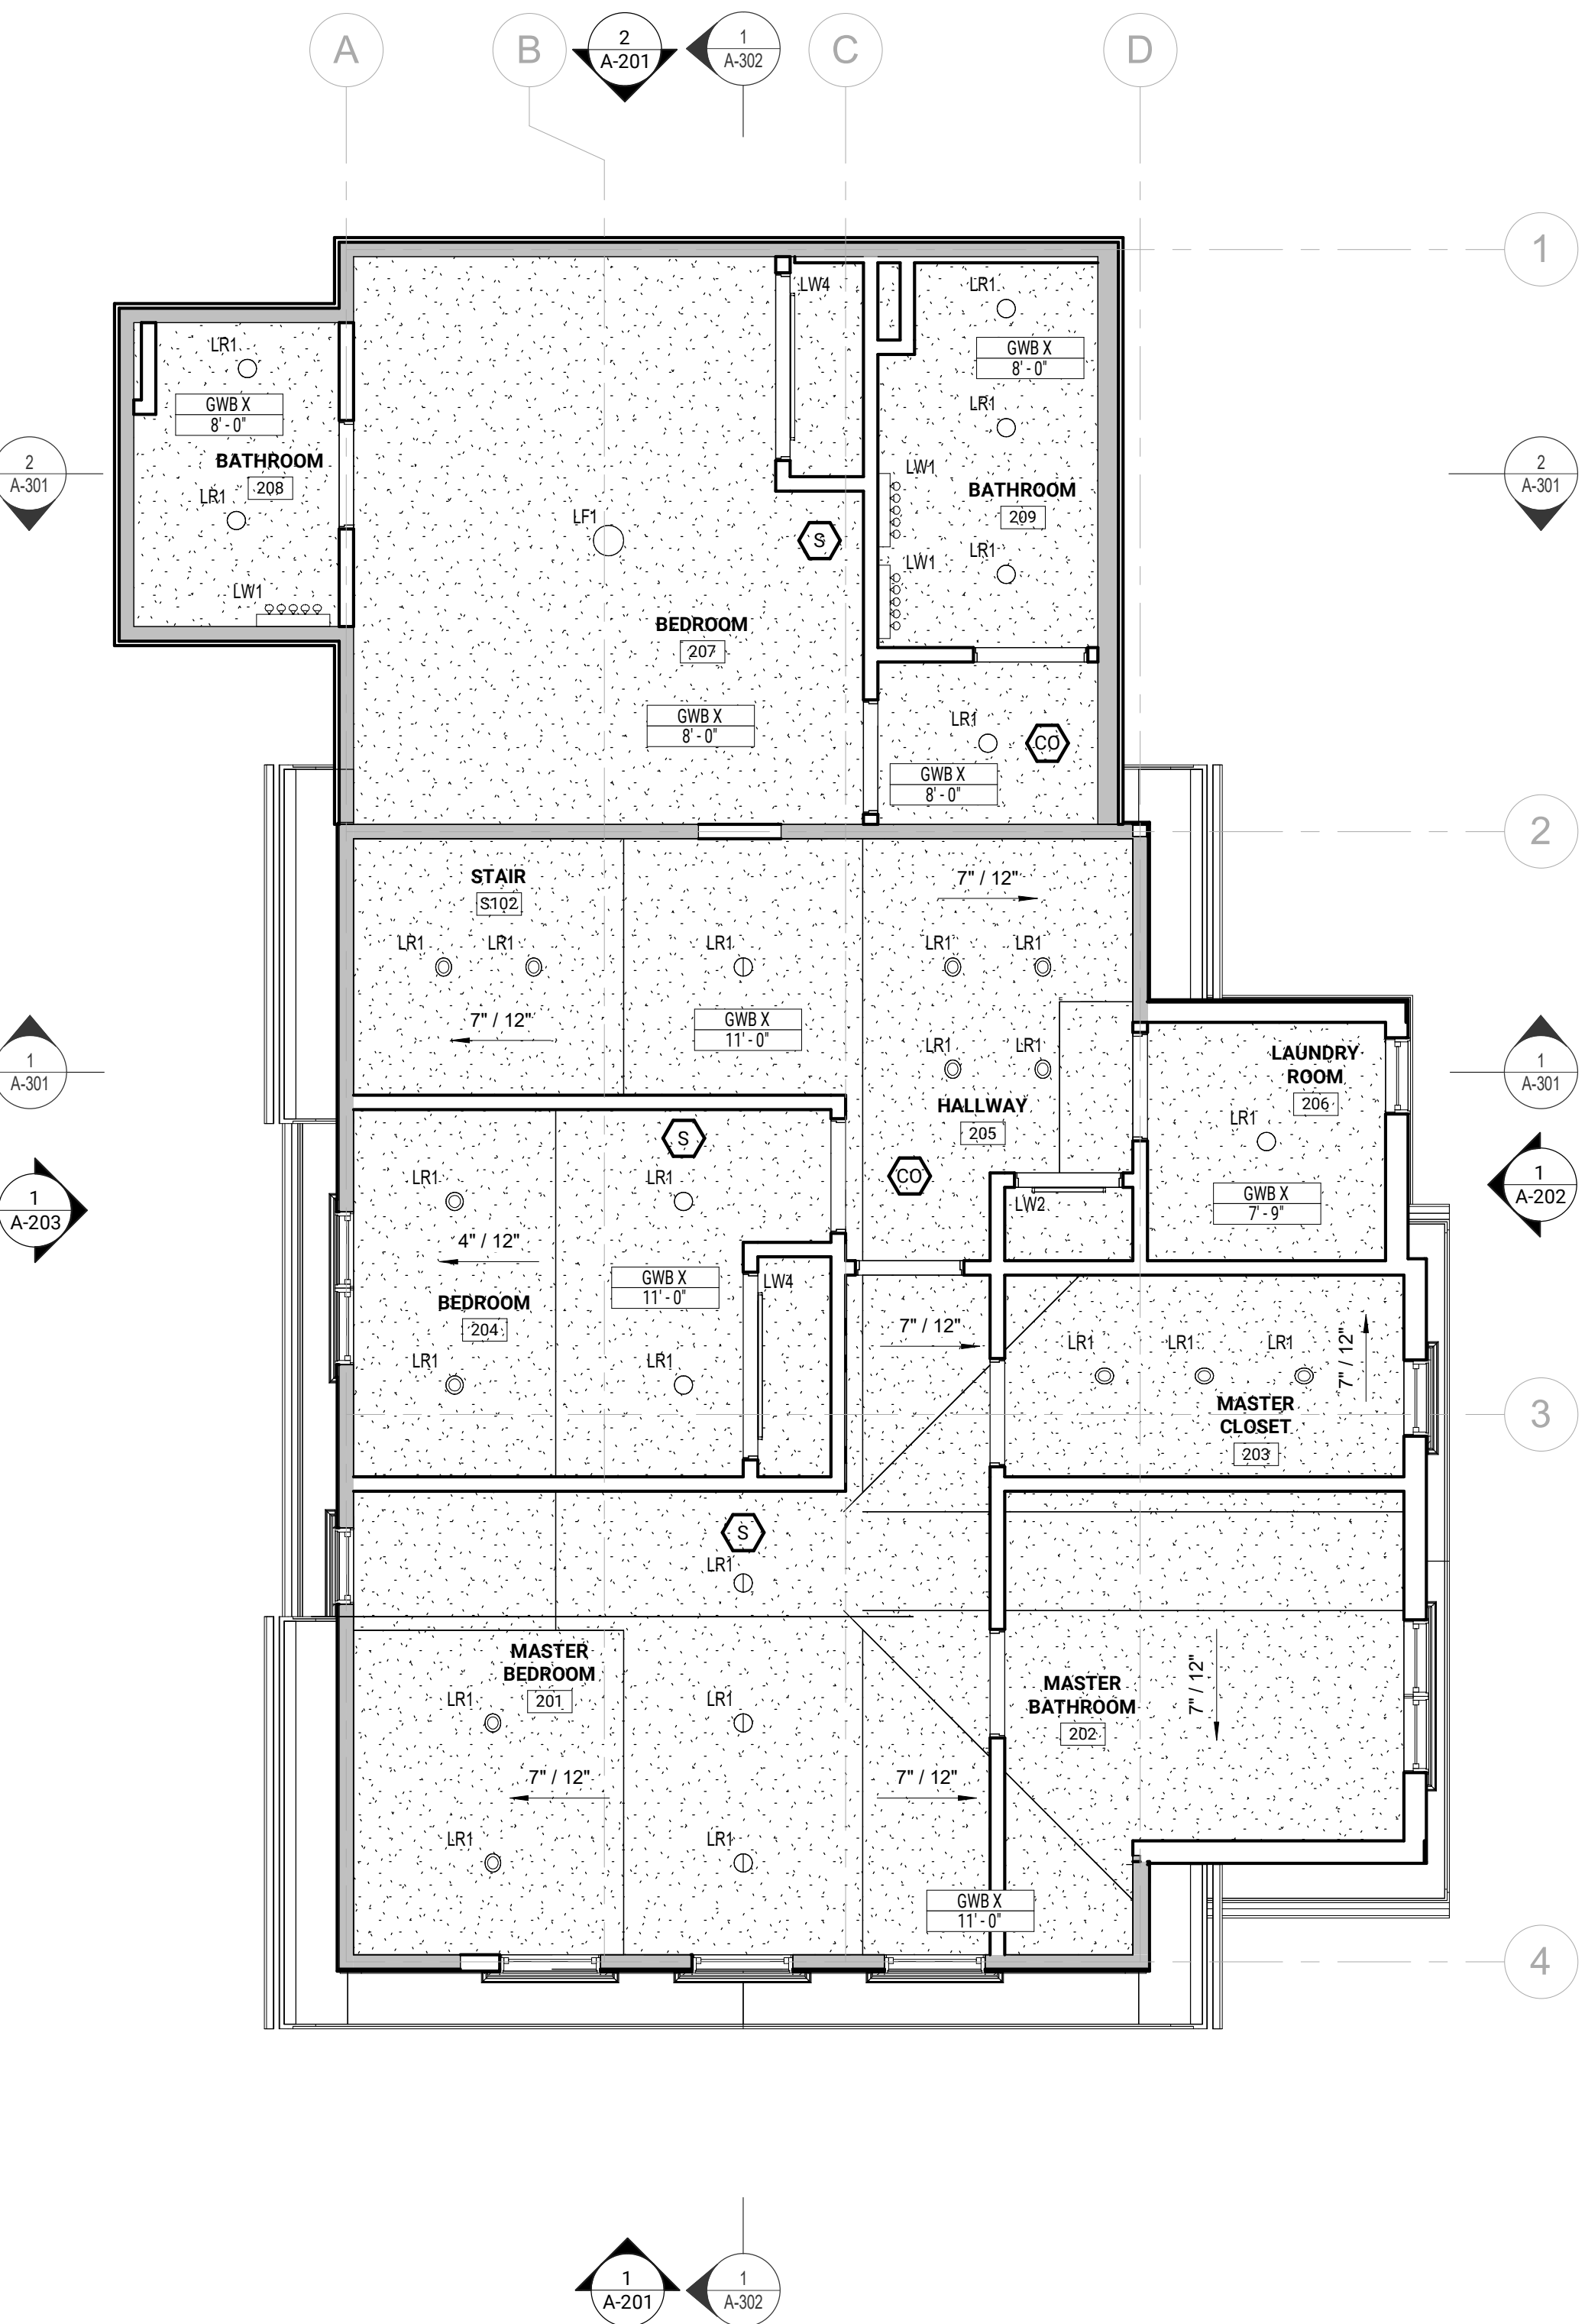 A
B
2
A-201
1
A-302
C
D
1
LW4
LR1
LR1
GWB X
8' - 0"
GWB X
8' - 0"
LR1
BATHROOM
208
LR1
2
A-301
LW1
BATHROOM
209
2
A-301
LF1
S
LR1
LW1
LW1
BEDROOM
207
GWB X
8' - 0"
LR1
CO
GWB X
8' - 0"
2
STAIR
S102
7" / 12"
LR1
LR1
LR1
LR1
LR1
7" / 12"
GWB X
11' - 0"
LR1
LR1
LAUNDRY
ROOM
206
1
A-301
1
A-301
HALLWAY
205
LR1
S
LR1
LR1
CO
LW2
GWB X
7' - 9"
1
A-203
1
A-202
4" / 12"
BEDROOM
204
GWB X
11' - 0"
LW4
7" / 12"
LR1
LR1
LR1
LR1
LR1
7" / 12"
MASTER
CLOSET
203
3
S
LR1
MASTER
BEDROOM
201
LR1
LR1
MASTER
BATHROOM
202
7" / 12"
7" / 12"
7" / 12"
LR1
LR1
GWB X
11' - 0"
4
1
A-201
1
A-302